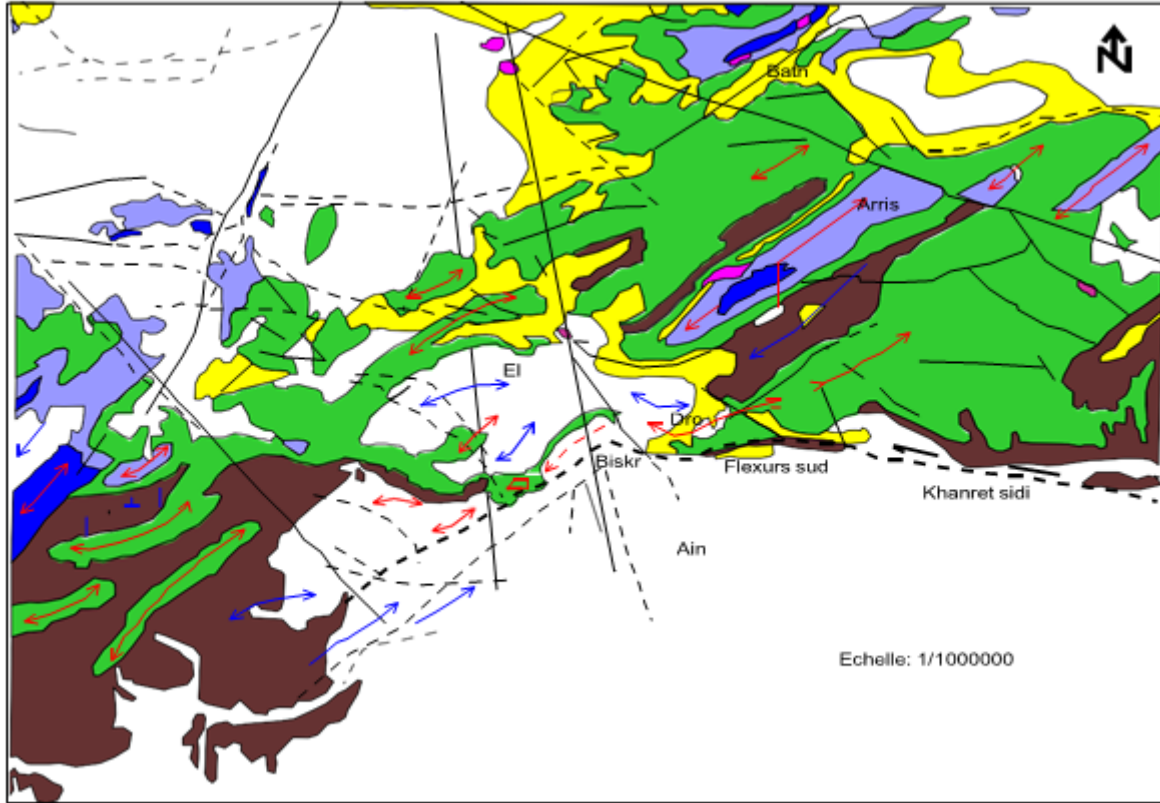 N
Batn
Arris
El
Dro
Biskr
Flexurs sud
Khanret sidi
Ain
Echelle: 1/1000000